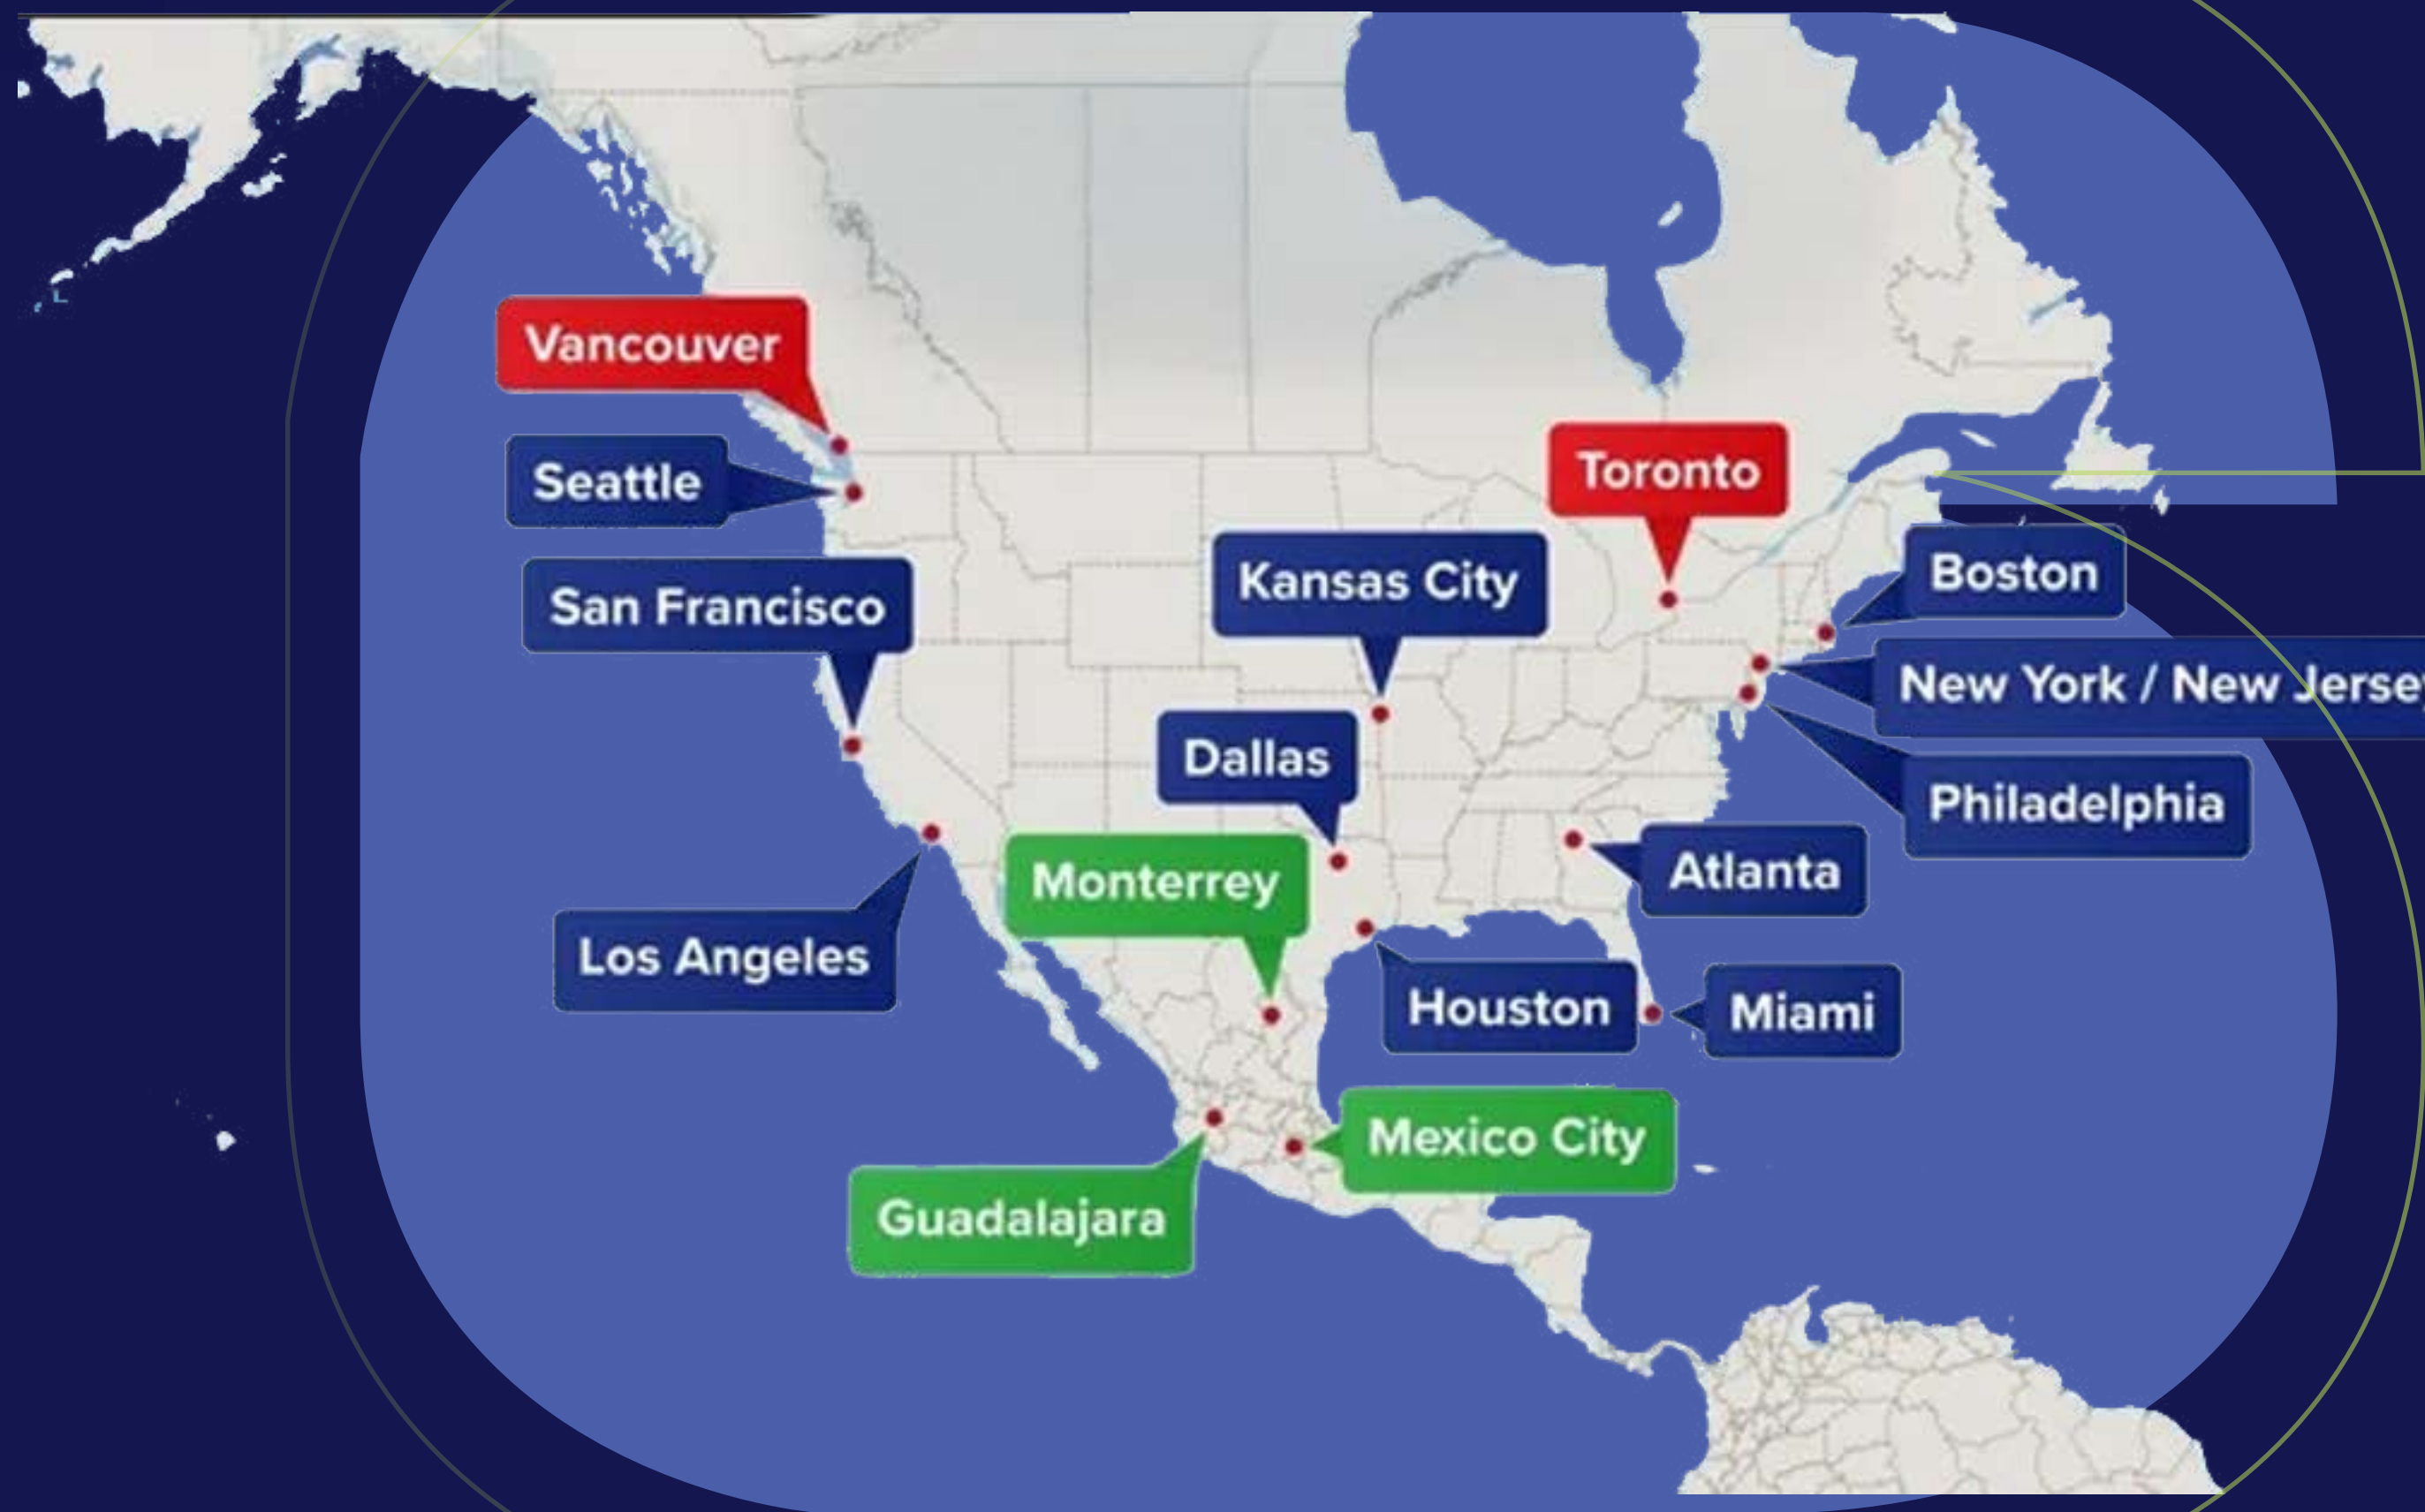 Vancouver
Seattle
Toronto
Kansas City
Boston
San Francisco
New York / New Jersey
Dallas
Philadelphia
Monterrey
Atlanta
Los Angeles
Houston
Miami
Mexico City
Guadalajara